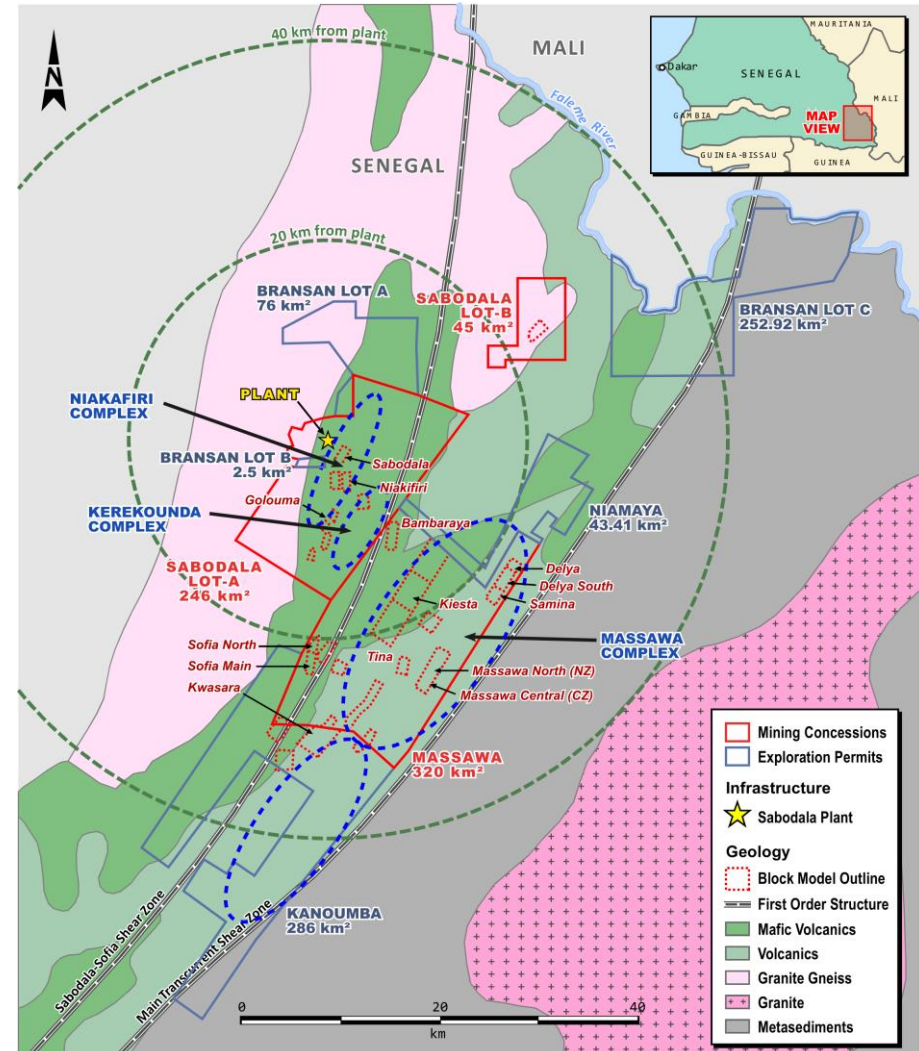 40 km from plant
MALI
N
Faleme River
SENEGAL
20 km from plant
MAURITANIA
Dakar
SENEGAL
MALI
GAMBIA
MAP
VIEW
GUINEA-BISSAU
GUINEA
BRANSAN LOT A
76 km²
SABODALA
LOT-B
45 km²
BRANSAN LOT C
252.92 km²
NIAKAFIRI
COMPLEX
PLANT
BRANSAN LOT B
2.5 km²
Sabodala
Niakifiri
Golouma
KEREKOUNDA
COMPLEX
Bambaraya
NIAMAYA
43.41 km²
SABODALA
LOT-A
246 km²
Delya
Delya South
Samina
Kiesta
MASSAWA
COMPLEX
Sofia North
Sofia Main
Tina
Kwasara
Massawa North (NZ)
Massawa Central (CZ)
MASSAWA
320 km²
KANOUMBA
286 km²
Sabodala-Sofia Shear Zone
Main Transcurrent Shear Zone
0 20 40
km
Mining Concessions
Exploration Permits
Infrastructure
Sabodala Plant
Geology
Block Model Outline
First Order Structure
Mafic Volcanics
Volcanics
Granite Gneiss
Granite
Metasediments